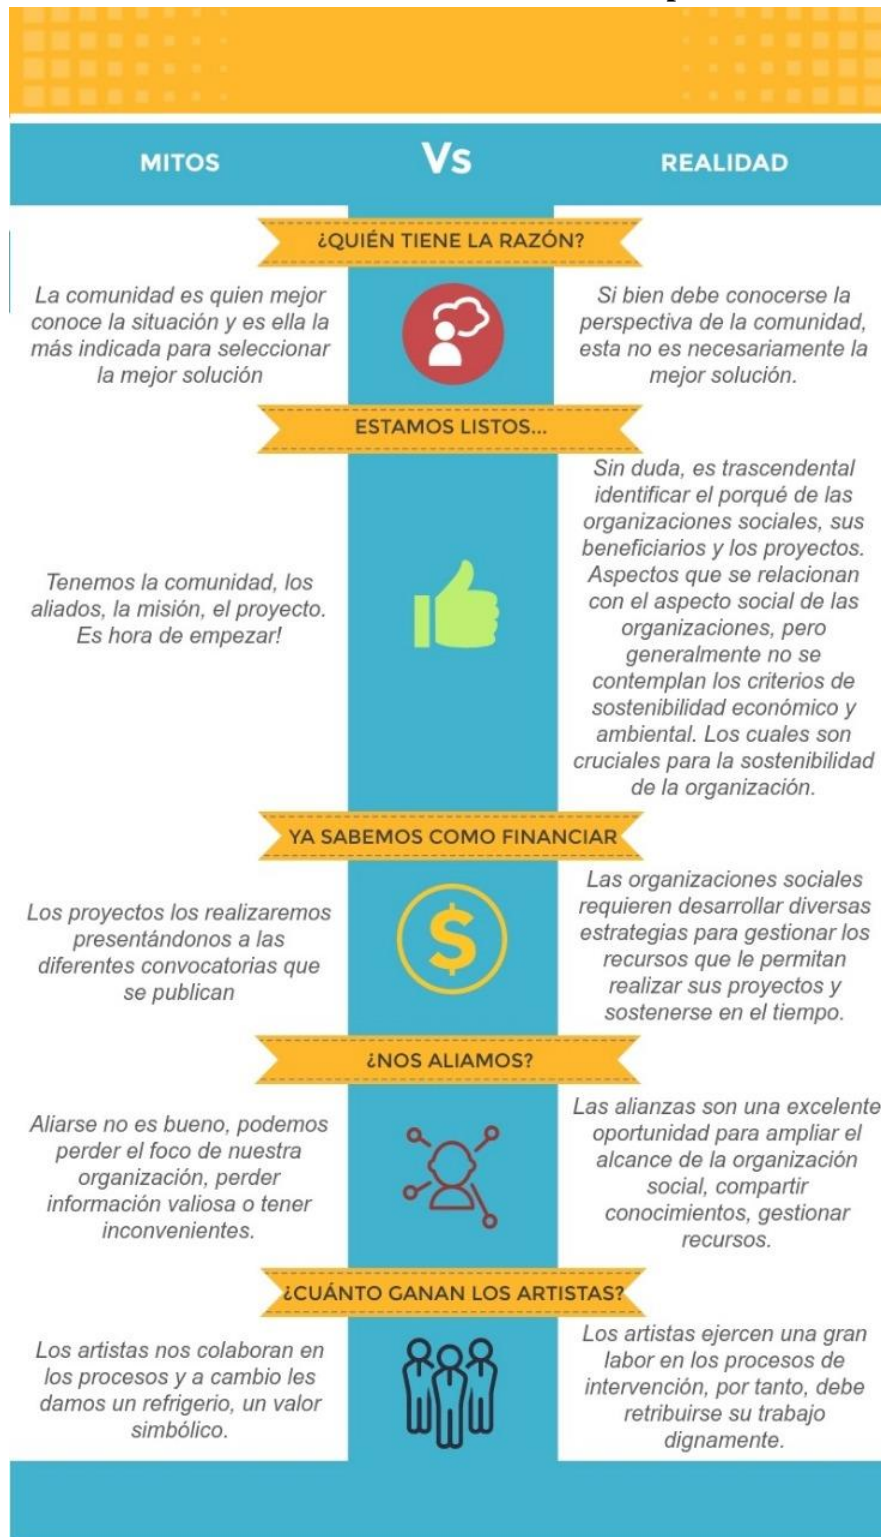 MITOS
Vs
REALIDAD
¿QUIÉN TIENE LA RAZÓN?
La comunidad es quien mejor
conoce la situación y es ella la
más indicada para seleccionar
la mejor solución
Si bien debe conocerse la
perspectiva de la comunidad,
esta no es necesariamente la
mejor solución.
ESTAMOS LISTOS...
Tenemos la comunidad, los
aliados, la misión, el proyecto.
Es hora de empezar!
Sin duda, es trascendental
identificar el porqué de las
organizaciones sociales, sus
beneficiarios y los proyectos.
Aspectos que se relacionan
con el aspecto social de las
organizaciones, pero
generalmente no se
contemplan los criterios de
sostenibilidad económico y
ambiental. Los cuales son
cruciales para la sostenibilidad
de la organización.
YA SABEMOS COMO FINANCIAR
Los proyectos los realizaremos
presentándonos a las
diferentes convocatorias que
se publican
$
Las organizaciones sociales
requieren desarrollar diversas
estrategias para gestionar los
recursos que le permitan
realizar sus proyectos y
sostenerse en el tiempo.
¿NOS ALIAMOS?
Aliarse no es bueno, podemos
perder el foco de nuestra
organización, perder
información valiosa o tener
inconvenientes.
Las alianzas son una excelente
oportunidad para ampliar el
alcance de la organización
social, compartir
conocimientos, gestionar
recursos.
¿CUÁNTO GANAN LOS ARTISTAS?
Los artistas nos colaboran en
los procesos y a cambio les
damos un refrigerio, un valor
simbólico.
Los artistas ejercen una gran
labor en los procesos de
intervención, por tanto, debe
retribuirse su trabajo
dignamente.